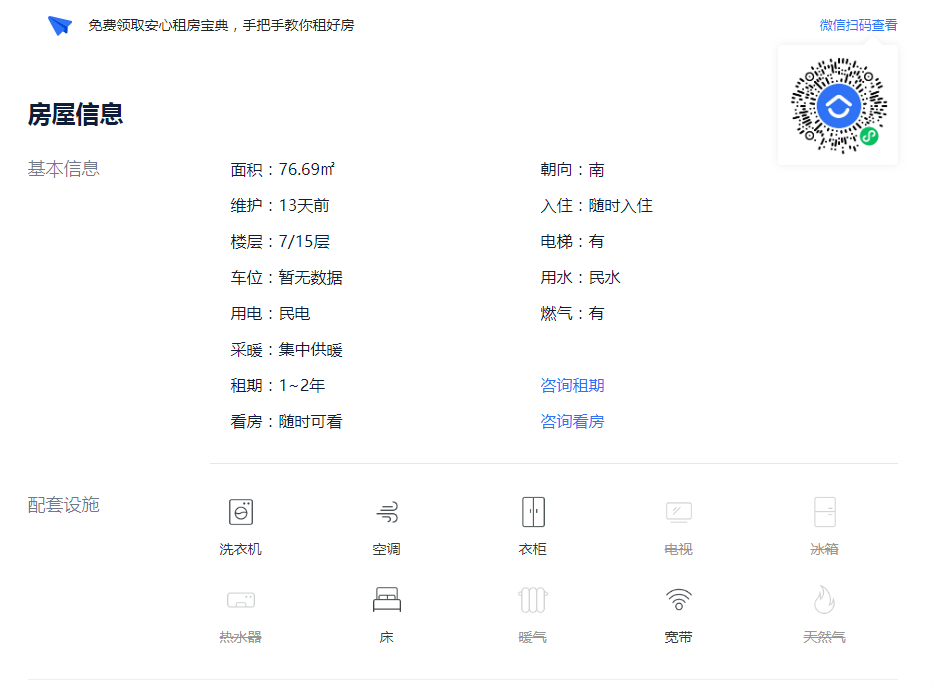 免费领取安心租房宝典，手把手教你租好房
微信扫码查看
房屋信息
基本信息
面积：76.69㎡ 朝向：南
维护：13天前 入住：随时入住
楼层：7/15层 电梯：有
车位：暂无数据 用水：民水
用电：民电 燃气：有
采暖：集中供暖
租期：1~2年 咨询租期
看房：随时可看 咨询看房
配套设施
洗衣机 空调 衣柜 电视 冰箱
热水器 床 暖气 宽带 天然气